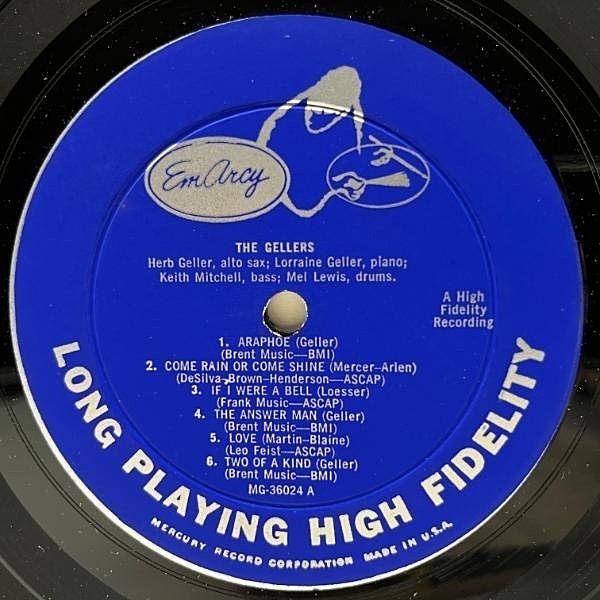 EmArcy
THE GELLERS
Herb Geller, alto sax; Lorraine Geller, piano;
Keith Mitchell, bass; Mel Lewis, drums.
A High
Fidelity
Recording
1. ARAPHOE (Geller)
(Brent Music—BMI)
2. COME RAIN OR COME SHINE (Mercer-Arlen)
(DeSilva-Brown-Henderson—ASCAP)
3. IF I WERE A BELL (Loesser)
(Frank Music—ASCAP)
4. THE ANSWER MAN (Geller)
(Brent Music—BMI)
5. LOVE (Martin-Blaine)
(Leo Feist—ASCAP)
6. TWO OF A KIND (Geller)
(Brent Music—BMI)
MG-36024 A
LONG PLAYING HIGH FIDELITY
MERCURY RECORD CORPORATION MADE IN U.S.A.